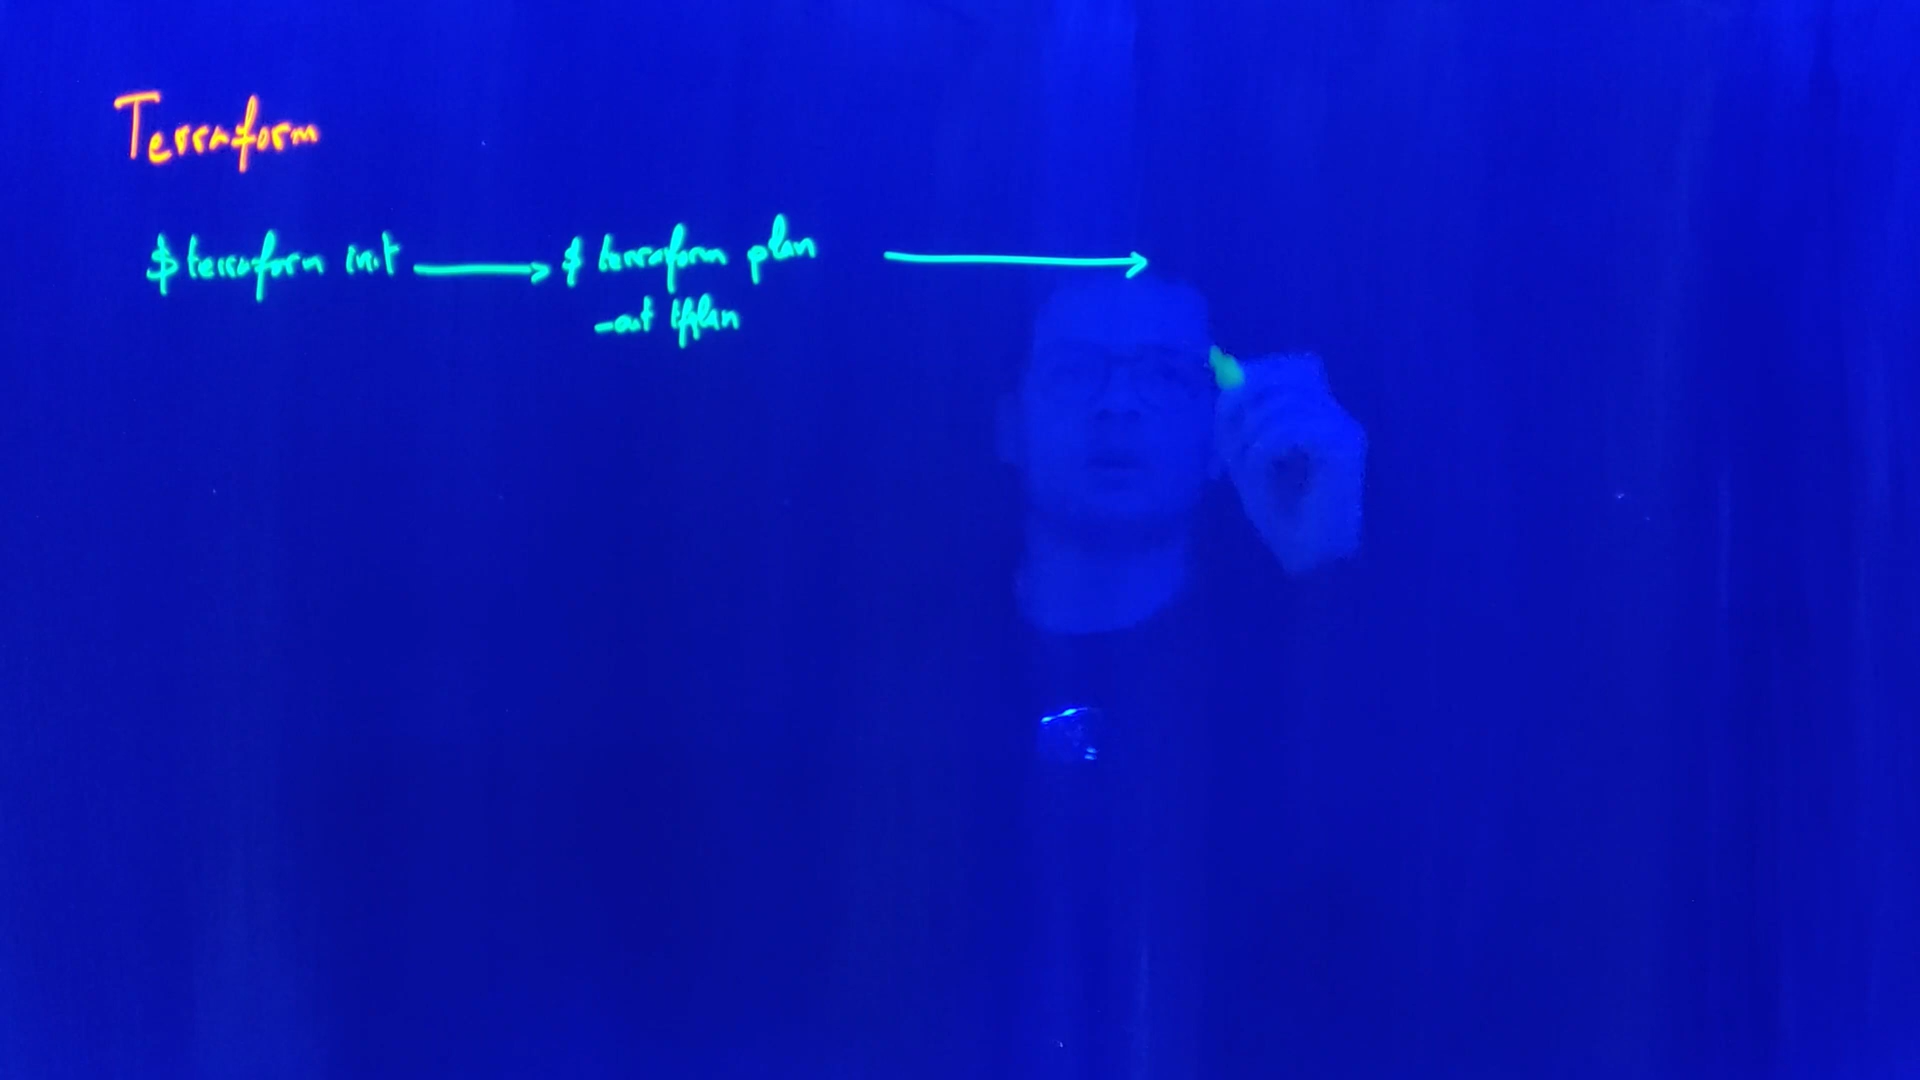 Terraform
$ terraform init → $ terraform plan →
-out tfplan